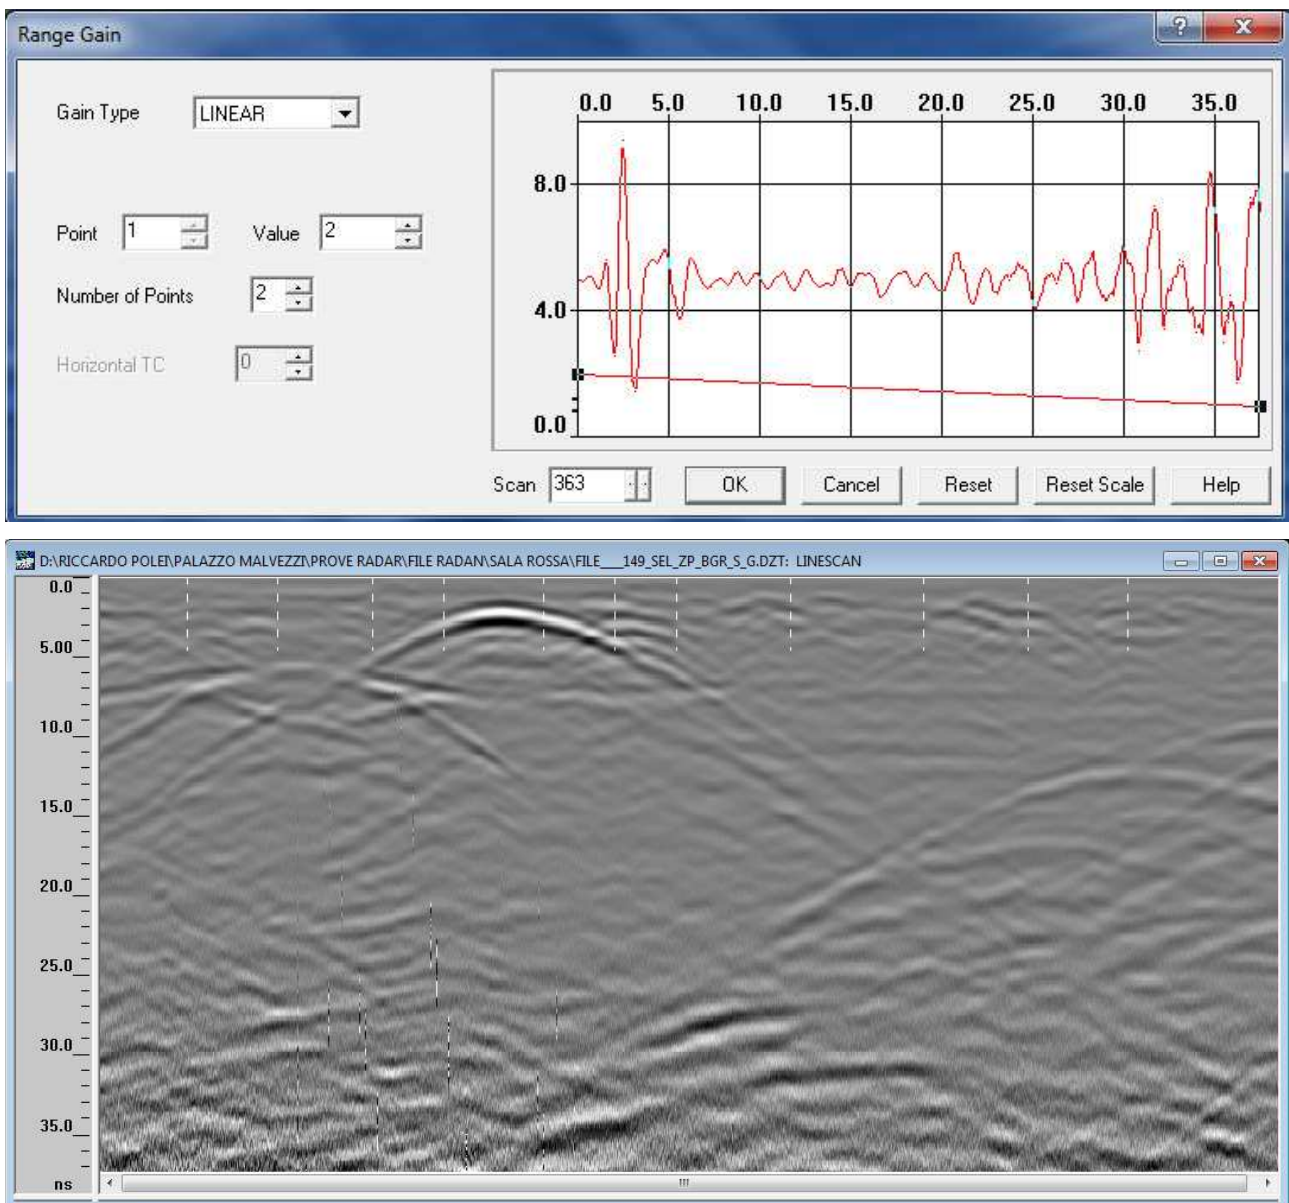 Range Gain
Gain Type LINEAR
Point 1 Value 2
Number of Points 2
Horizontal TC 0
0.0 5.0 10.0 15.0 20.0 25.0 30.0 35.0
8.0
4.0
0.0
Scan 363 OK Cancel Reset Reset Scale Help
D:\RICCARDO POLEI\PALAZZO MALVEZZI\PROVE RADAR\FILE RADAN\SALA ROSSA\FILE___149_SEL_ZP_BGR_S_G.DZT: LINESCAN
0.0
5.00
10.0
15.0
20.0
25.0
30.0
35.0
ns